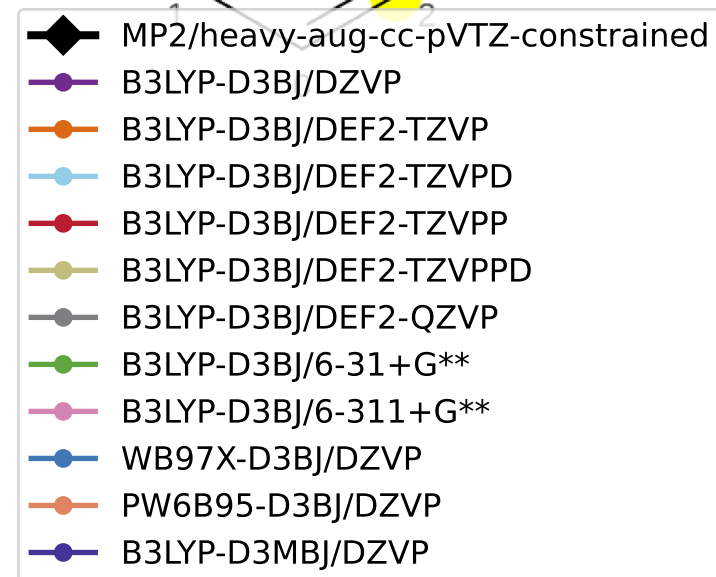 1 2
MP2/heavy-aug-cc-pVTZ-constrained
B3LYP-D3BJ/DZVP
B3LYP-D3BJ/DEF2-TZVP
B3LYP-D3BJ/DEF2-TZVPD
B3LYP-D3BJ/DEF2-TZVPP
B3LYP-D3BJ/DEF2-TZVPPD
B3LYP-D3BJ/DEF2-QZVP
B3LYP-D3BJ/6-31+G**
B3LYP-D3BJ/6-311+G**
WB97X-D3BJ/DZVP
PW6B95-D3BJ/DZVP
B3LYP-D3MBJ/DZVP